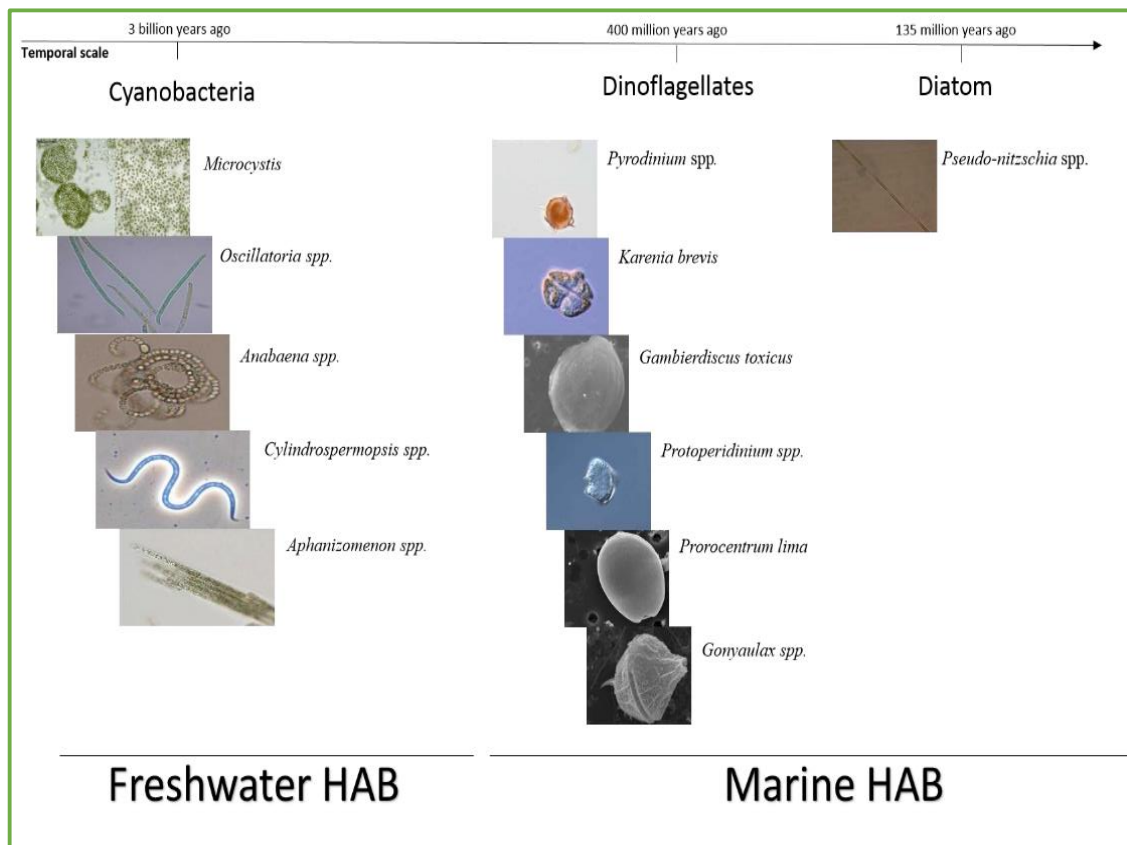 3 billion years ago
400 million years ago
135 million years ago
Temporal scale
Cyanobacteria
Dinoflagellates
Diatom
Microcystis
Oscillatoria spp.
Anabaena spp.
Cylindrospermopsis spp.
Aphanizomenon spp.
Pyrodinium spp.
Karenia brevis
Gambierdiscus toxicus
Protoperidinium spp.
Prorocentrum lima
Gonyaulax spp.
Pseudo-nitzschia spp.
Freshwater HAB
Marine HAB